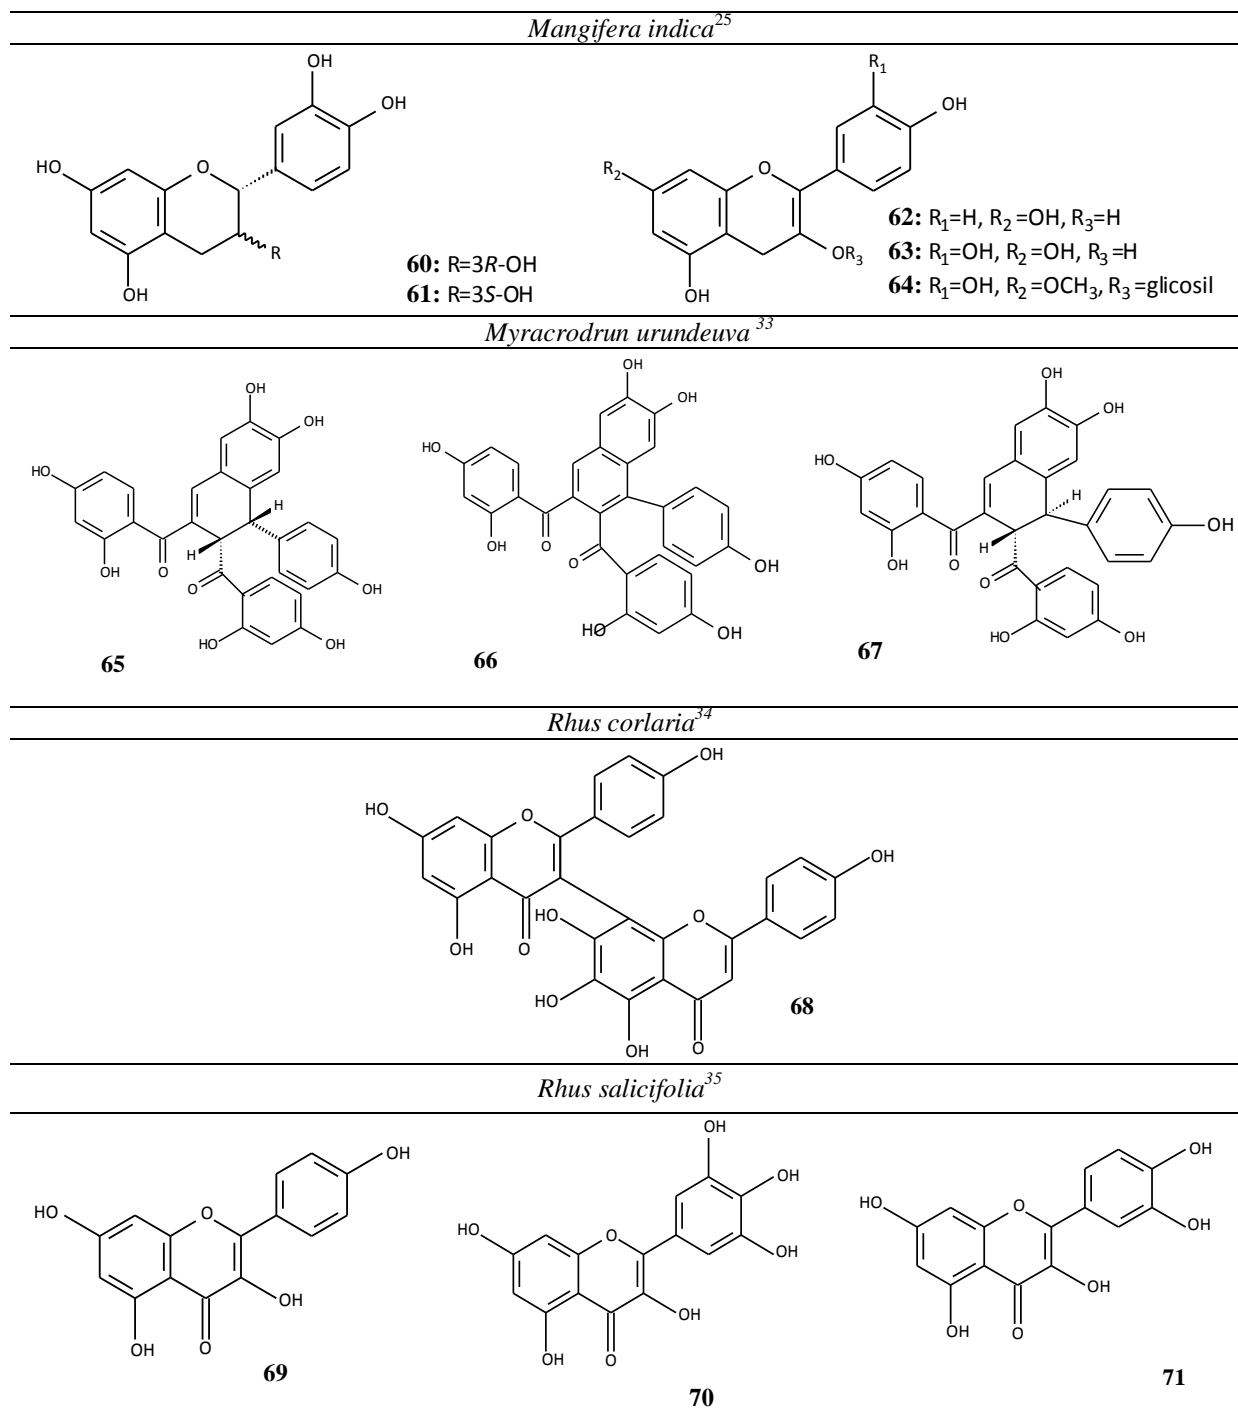 Mangifera indica25
OH
OH
HO
O
R
OH
60: R=3R-OH
61: R=3S-OH
R1
OH
R2
O
OR3
OH
62: R1=H, R2=OH, R3=H
63: R1=OH, R2=OH, R3=H
64: R1=OH, R2=OCH3, R3=glicosil
Myracrodrun urundeuva 33
OH
OH
HO
H
H
OH
O
O
OH
HO
OH
65
OH
OH
HO
OH
O
O
OH
HO
OH
66
OH
OH
HO
H
H
OH
OH
O
O
HO
OH
67
Rhus corlaria34
OH
HO
O
OH
O
HO
O
OH
HO
OH
O
68
Rhus salicifolia35
OH
HO
O
OH
OH
O
69
OH
OH
HO
O
OH
OH
OH
O
70
OH
HO
O
OH
OH
OH
O
71